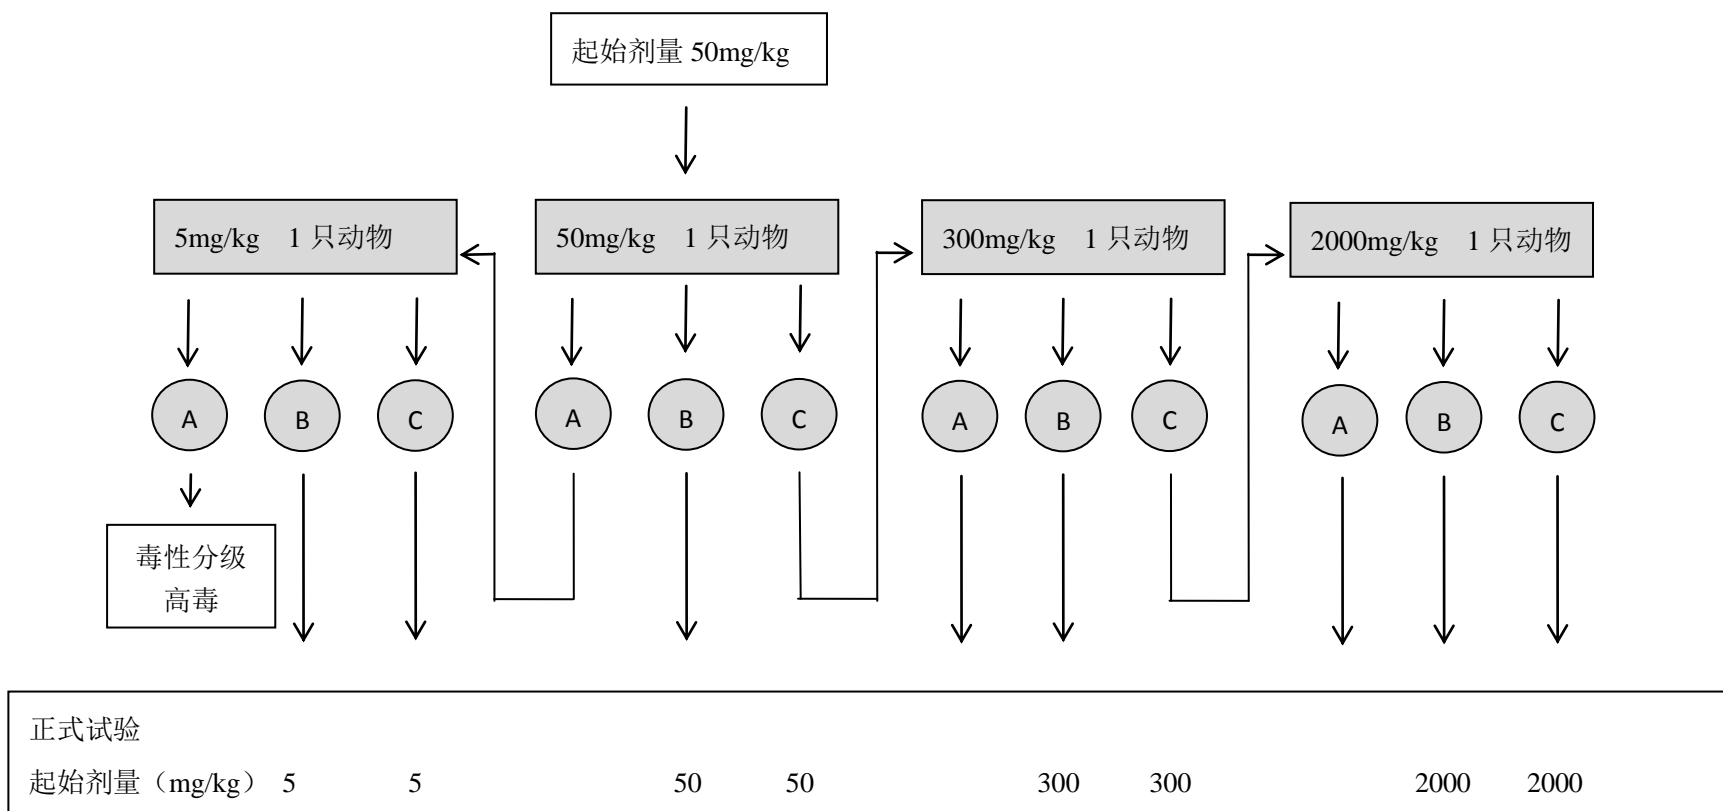 起始剂量 50mg/kg
5mg/kg 1 只动物
50mg/kg 1 只动物
300mg/kg 1 只动物
2000mg/kg 1 只动物
A B C A B C A B C A B C
毒性分级
高毒
正式试验
起始剂量（mg/kg） 5 5 50 50 300 300 2000 2000